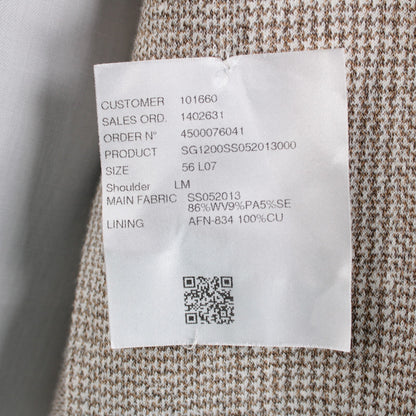 CUSTOMER 101660
SALES ORD. 1402631
ORDER N° 4500076041
PRODUCT SG1200SS052013000
SIZE 56 L07
Shoulder LM
MAIN FABRIC SS052013
86%WV9%PA5%SE
LINING AFN-834 100%CU